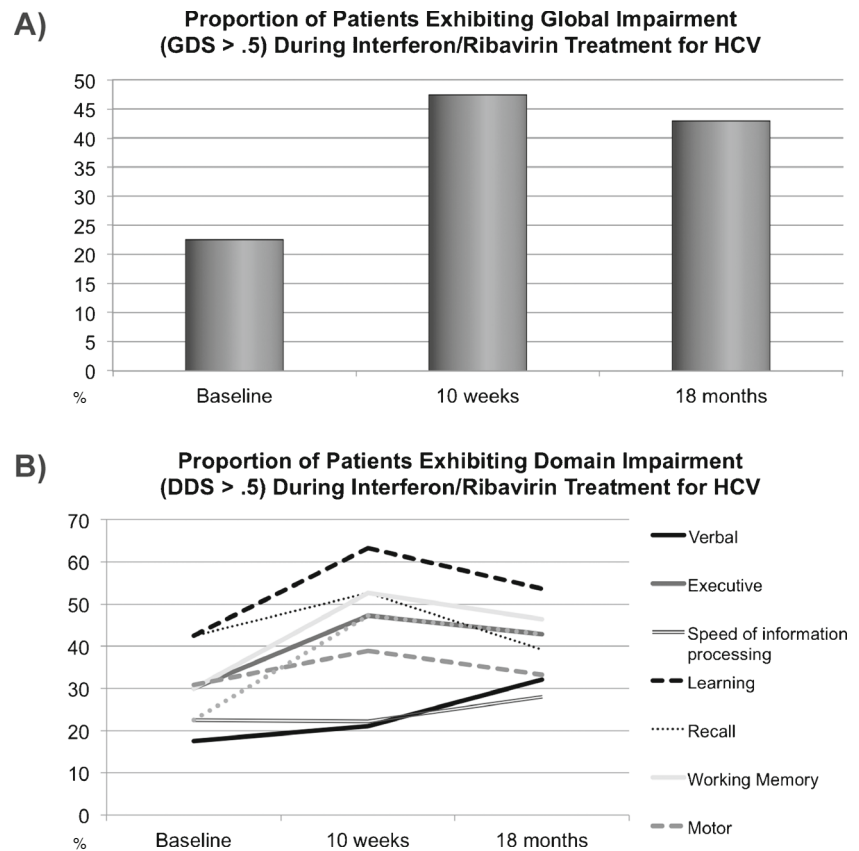 A)
Proportion of Patients Exhibiting Global Impairment
(GDS > .5) During Interferon/Ribavirin Treatment for HCV
50
45
40
35
30
25
20
15
10
5
0
%
Baseline
10 weeks
18 months
B)
Proportion of Patients Exhibiting Domain Impairment
(DDS > .5) During Interferon/Ribavirin Treatment for HCV
70
60
50
40
30
20
10
0
%
Baseline
10 weeks
18 months
Verbal
Executive
Speed of information
processing
Learning
Recall
Working Memory
Motor